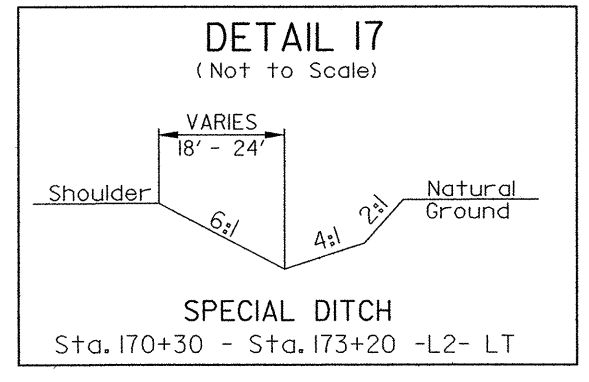 DETAIL 17
(Not to Scale)
VARIES
18' - 24'
Shoulder
6:1
4:1
2:1
Natural
Ground
SPECIAL DITCH
Sta. 170+30 - Sta. 173+20 -L2- LT